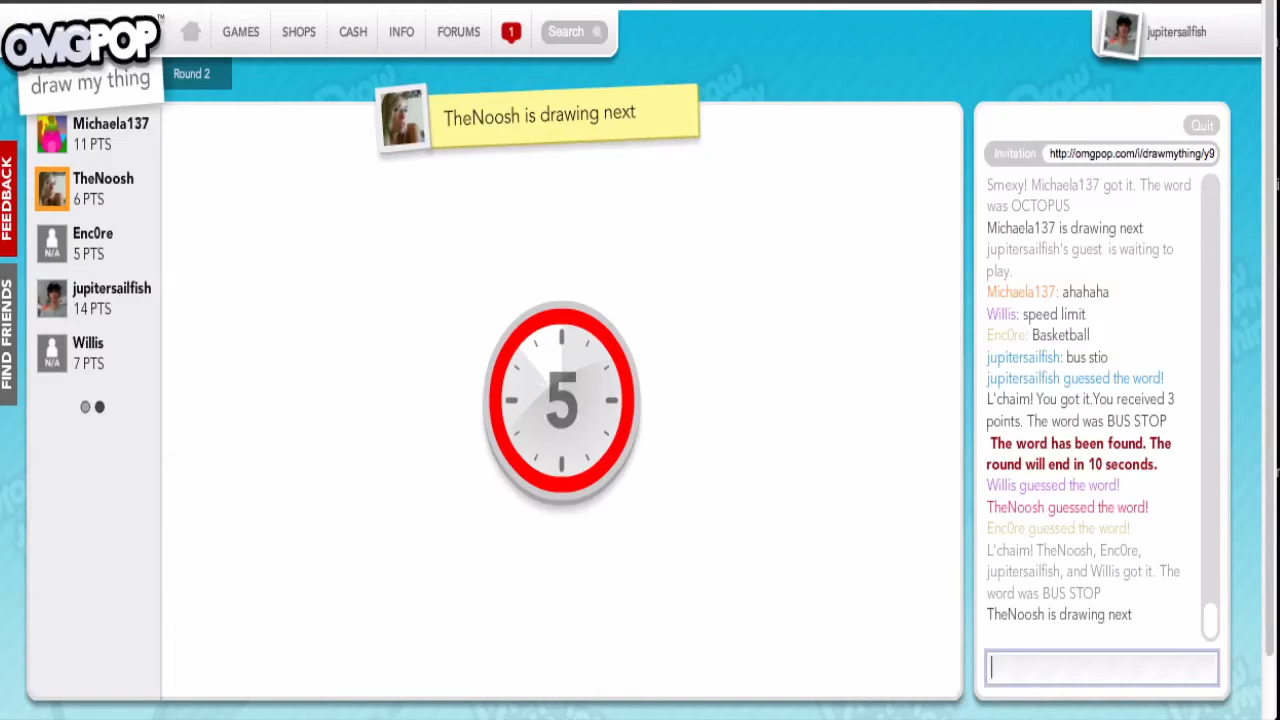 OMGPOP™
GAMES
SHOPS
CASH
INFO
FORUMS
1
Search
jupitersailfish
draw my thing
Round 2
TheNoosh is drawing next
Michaela137
11 PTS
TheNoosh
6 PTS
N/A
Enc0re
5 PTS
jupitersailfish
14 PTS
N/A
Willis
7 PTS
FEEDBACK
FIND FRIENDS
5
Quit
Invitation http://omgpop.com/i/drawmything/y9
Smexy! Michaela137 got it. The word
was OCTOPUS
Michaela137 is drawing next
jupitersailfish's guest is waiting to
play.
Michaela137: ahahaha
Willis: speed limit
Enc0re: Basketball
jupitersailfish: bus stio
jupitersailfish guessed the word!
L'chaim! You got it.You received 3
points. The word was BUS STOP
The word has been found. The
round will end in 10 seconds.
Willis guessed the word!
TheNoosh guessed the word!
Enc0re guessed the word!
L'chaim! TheNoosh, Enc0re,
jupitersailfish, and Willis got it. The
word was BUS STOP
TheNoosh is drawing next